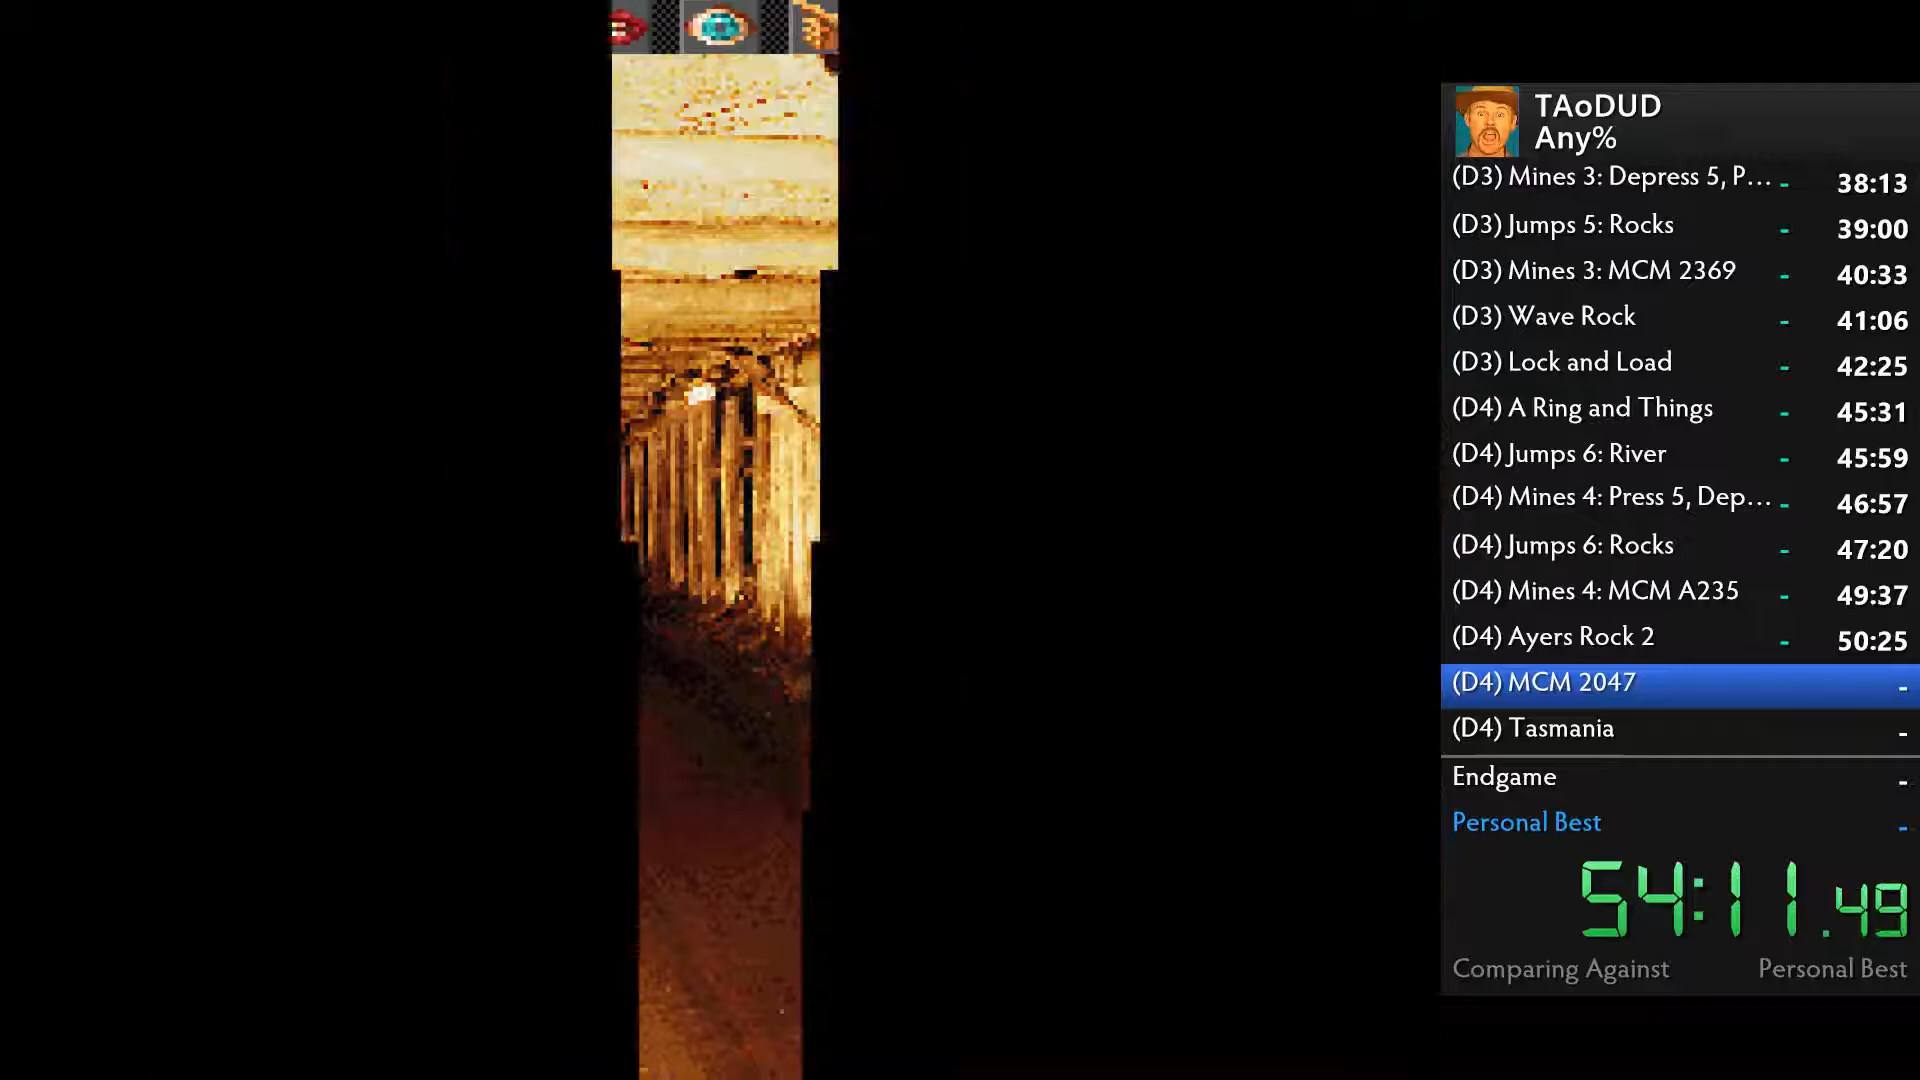 TAoDUD
Any%
(D3) Mines 3: Depress 5, P... - 38:13
(D3) Jumps 5: Rocks - 39:00
(D3) Mines 3: MCM 2369 - 40:33
(D3) Wave Rock - 41:06
(D3) Lock and Load - 42:25
(D4) A Ring and Things - 45:31
(D4) Jumps 6: River - 45:59
(D4) Mines 4: Press 5, Dep... - 46:57
(D4) Jumps 6: Rocks - 47:20
(D4) Mines 4: MCM A235 - 49:37
(D4) Ayers Rock 2 - 50:25
(D4) MCM 2047 -
(D4) Tasmania -
Endgame -
Personal Best -
54:11.49
Comparing Against Personal Best